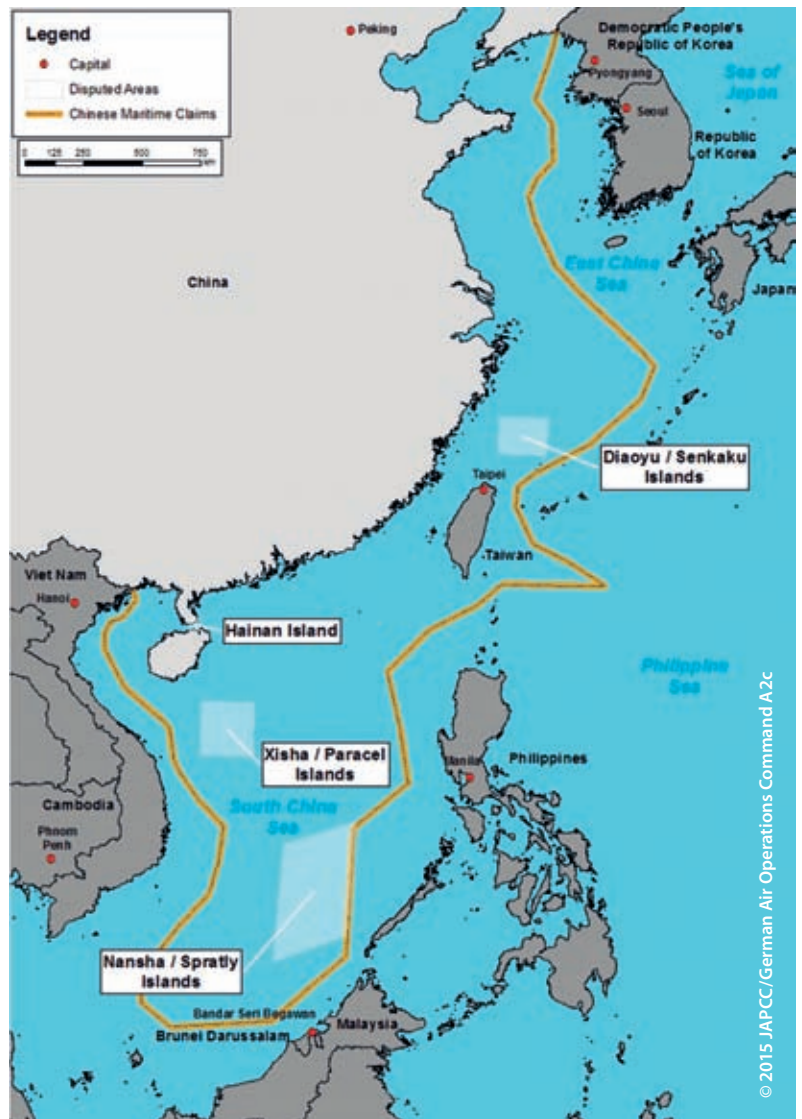 Legend
Capital
Disputed Areas
Chinese Maritime Claims
0 125 250 500 750
km
Peking
Democratic People's
Republic of Korea
Pyongyang
Sea of
Japan
Seoul
Republic
of Korea
China
East China
Sea
Japan
Diaoyu / Senkaku
Islands
Taipei
Taiwan
Viet Nam
Hanoi
Hainan Island
Philippine
Sea
Xisha / Paracel
Islands
Manila
Philippines
South China
Sea
Cambodia
Phnom
Penh
Nansha / Spratly
Islands
Bandar Seri Begawan
Brunei Darussalam
Malaysia
© 2015 JAPCC/German Air Operations Command A2c